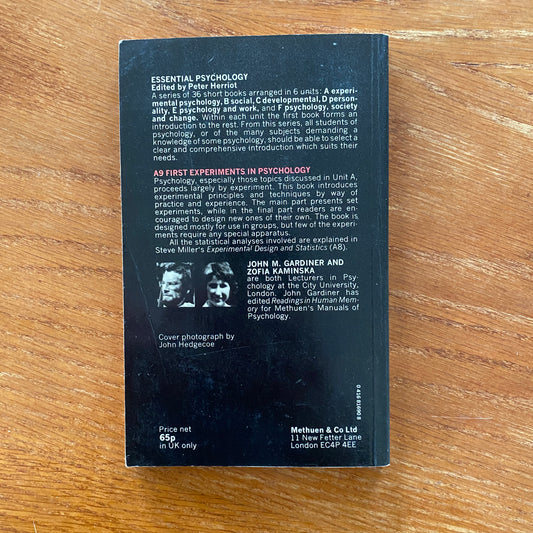 ESSENTIAL PSYCHOLOGY
Edited by Peter Herriot
A series of 36 short books arranged in 6 units: A experi-
mental psychology, B social, C developmental, D person-
ality, E psychology and work, and F psychology, society
and change. Within each unit the first book forms an
introduction to the rest. From this series, all students of
psychology, or of the many subjects demanding a
knowledge of some psychology, should be able to select a
clear and comprehensive introduction which suits their
needs.
A9 FIRST EXPERIMENTS IN PSYCHOLOGY
Psychology, especially those topics discussed in Unit A,
proceeds largely by experiment. This book introduces
experimental principles and techniques by way of
practice and experience. The main part presents set
experiments, while in the final part readers are en-
couraged to design new ones of their own. The book is
designed mostly for use in groups, but few of the experi-
ments require any special apparatus.
All the statistical analyses involved are explained in
Steve Miller's Experimental Design and Statistics (A8).
JOHN M. GARDINER AND
ZOFIA KAMINSKA
are both Lecturers in Psy-
chology at the City University,
London. John Gardiner has
edited Readings in Human Mem-
ory for Methuen's Manuals of
Psychology.
Cover photograph by
John Hedgecoe
0 416 81690 8
Price net
65p
in UK only
Methuen & Co Ltd
11 New Fetter Lane
London EC4P 4EE